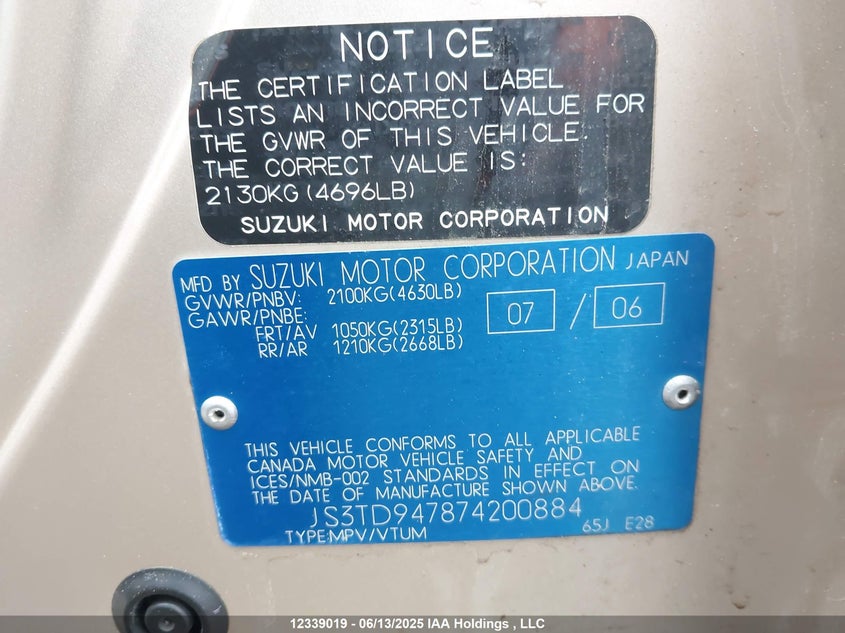 NOTICE
THE CERTIFICATION LABEL
LISTS AN INCORRECT VALUE FOR
THE GVWR OF THIS VEHICLE.
THE CORRECT VALUE IS:
2130KG(4696LB)
SUZUKI MOTOR CORPORATION
MFD BY SUZUKI MOTOR CORPORATION JAPAN
GVWR/PNBV: 2100KG(4630LB)
GAWR/PNBE: 07 / 06
FRT/AV 1050KG(2315LB)
RR/AR 1210KG(2668LB)
THIS VEHICLE CONFORMS TO ALL APPLICABLE
CANADA MOTOR VEHICLE SAFETY AND
ICES/NMB-002 STANDARDS IN EFFECT ON
THE DATE OF MANUFACTURE SHOWN ABOVE.
JS3TD947874200884
TYPE:MPV/VTUM 65J E28
12339019 - 06/13/2025 IAA Holdings , LLC